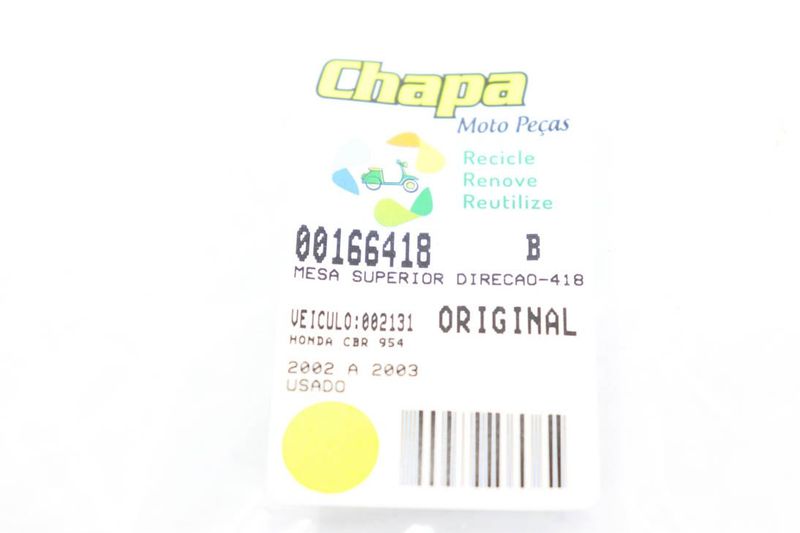 Chapa
Moto Peças
Recicle
Renove
Reutilize
00166418 B
MESA SUPERIOR DIRECAO-418
VEICULO:002131 ORIGINAL
HONDA CBR 954
2002 A 2003
USADO